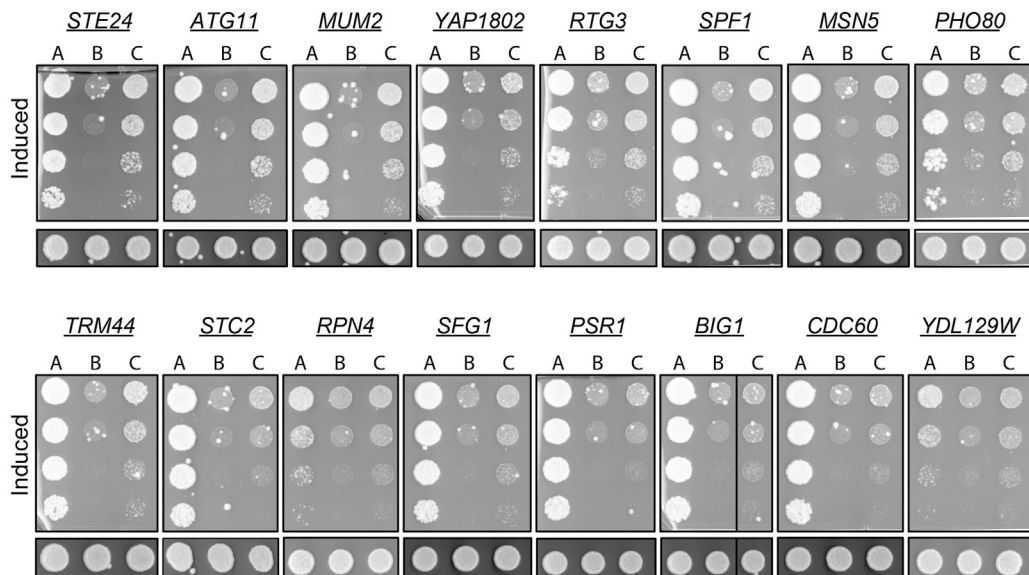 STE24 ATG11 MUM2 YAP1802 RTG3 SPF1 MSN5 PHO80
A B C A B C A B C A B C A B C A B C A B C A B C
Induced
TRM44 STC2 RPN4 SFG1 PSR1 BIG1 CDC60 YDL129W
A B C A B C A B C A B C A B C A B C A B C A B C
Induced